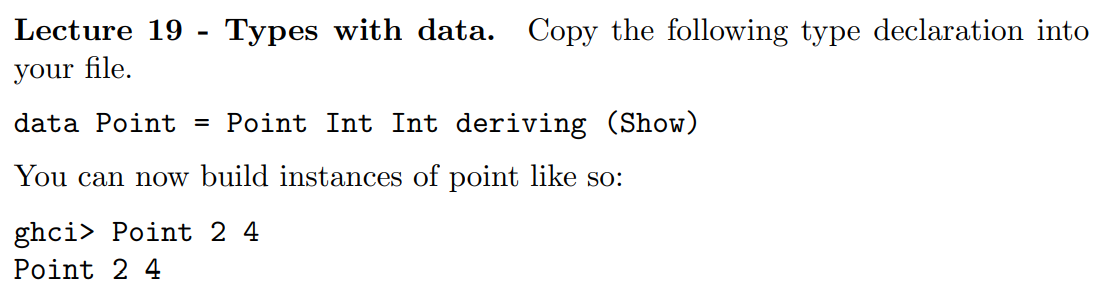 Lecture 19 - Types with data. Copy the following type declaration into
your file.
data Point = Point Int Int deriving (Show)
You can now build instances of point like so:
ghci> Point 2 4
Point 2 4